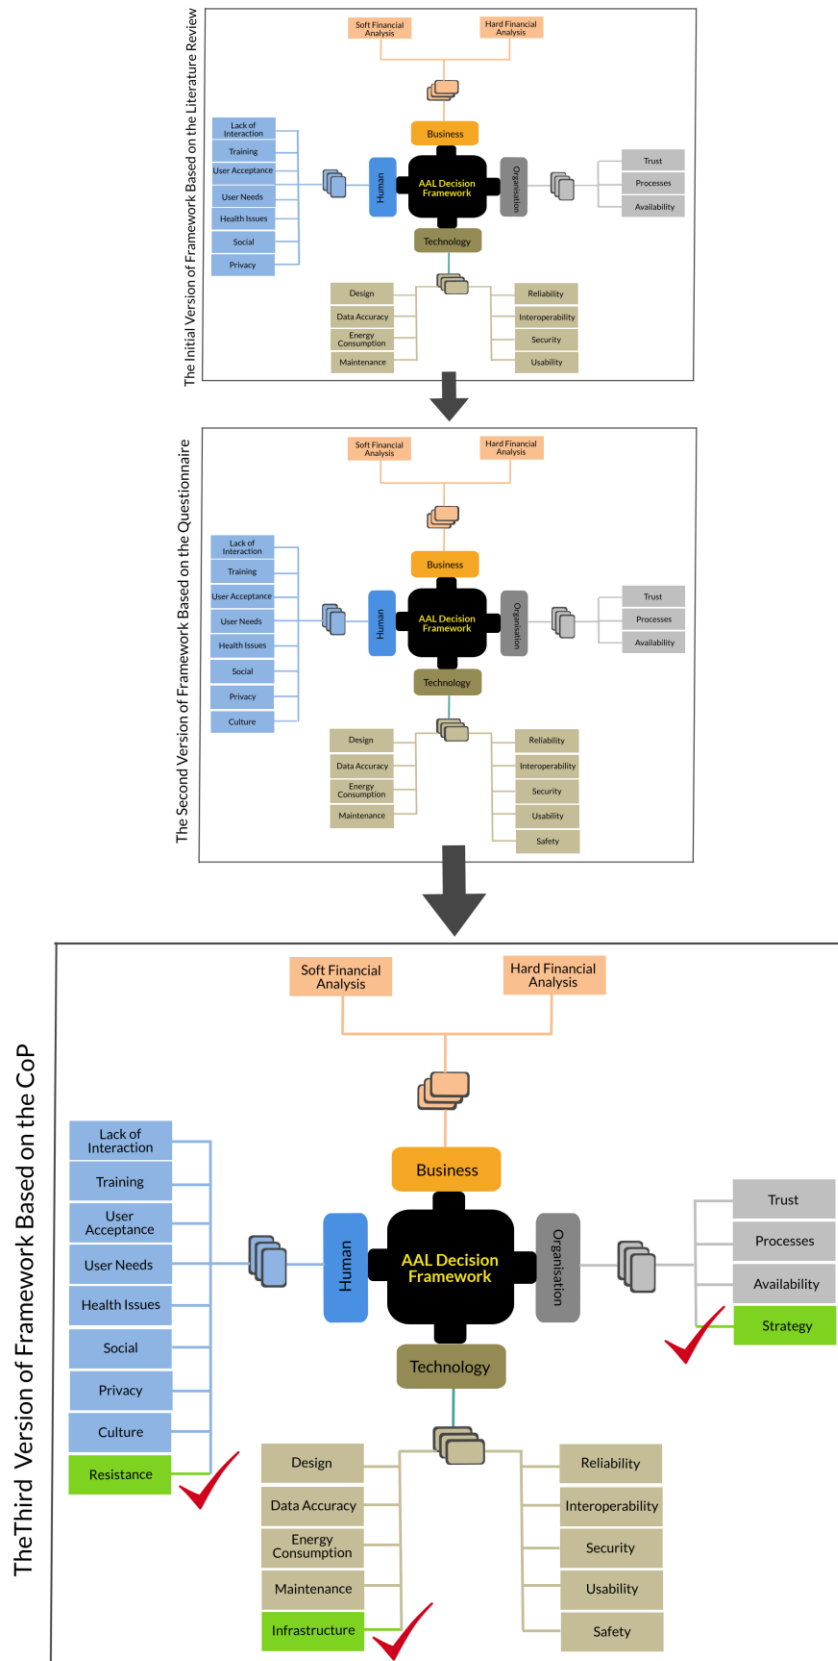 The Initial Version of Framework Based on the Literature Review
Soft Financial
Analysis
Hard Financial
Analysis
Business
Lack of
Interaction
Training
User Acceptance
User Needs
Health Issues
Social
Privacy
Human
AAL Decision
Framework
Organisation
Trust
Processes
Availability
Technology
Design
Data Accuracy
Energy
Consumption
Maintenance
Reliability
Interoperability
Security
Usability
The Second Version of Framework Based on the Questionnaire
Soft Financial
Analysis
Hard Financial
Analysis
Business
Lack of
Interaction
Training
User Acceptance
User Needs
Health Issues
Social
Privacy
Culture
Human
AAL Decision
Framework
Organisation
Trust
Processes
Availability
Technology
Design
Data Accuracy
Energy
Consumption
Maintenance
Reliability
Interoperability
Security
Usability
Safety
TheThird Version of Framework Based on the CoP
Soft Financial
Analysis
Hard Financial
Analysis
Business
Lack of
Interaction
Training
User
Acceptance
User Needs
Health Issues
Social
Privacy
Culture
Resistance
Human
AAL Decision
Framework
Organisation
Trust
Processes
Availability
Strategy
Technology
Design
Data Accuracy
Energy
Consumption
Maintenance
Infrastructure
Reliability
Interoperability
Security
Usability
Safety